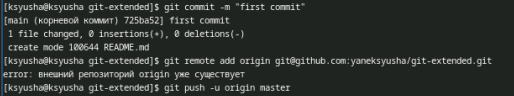 [ksyusha@ksyusha git-extended]$ git commit -m "first commit"
[main (корневой коммит) 725ba52] first commit
1 file changed, 0 insertions(+), 0 deletions(-)
create mode 100644 README.md
[ksyusha@ksyusha git-extended]$ git remote add origin git@github.com:yaneksyusha/git-extended.git
error: внешний репозиторий origin уже существует
[ksyusha@ksyusha git-extended]$ git push -u origin master